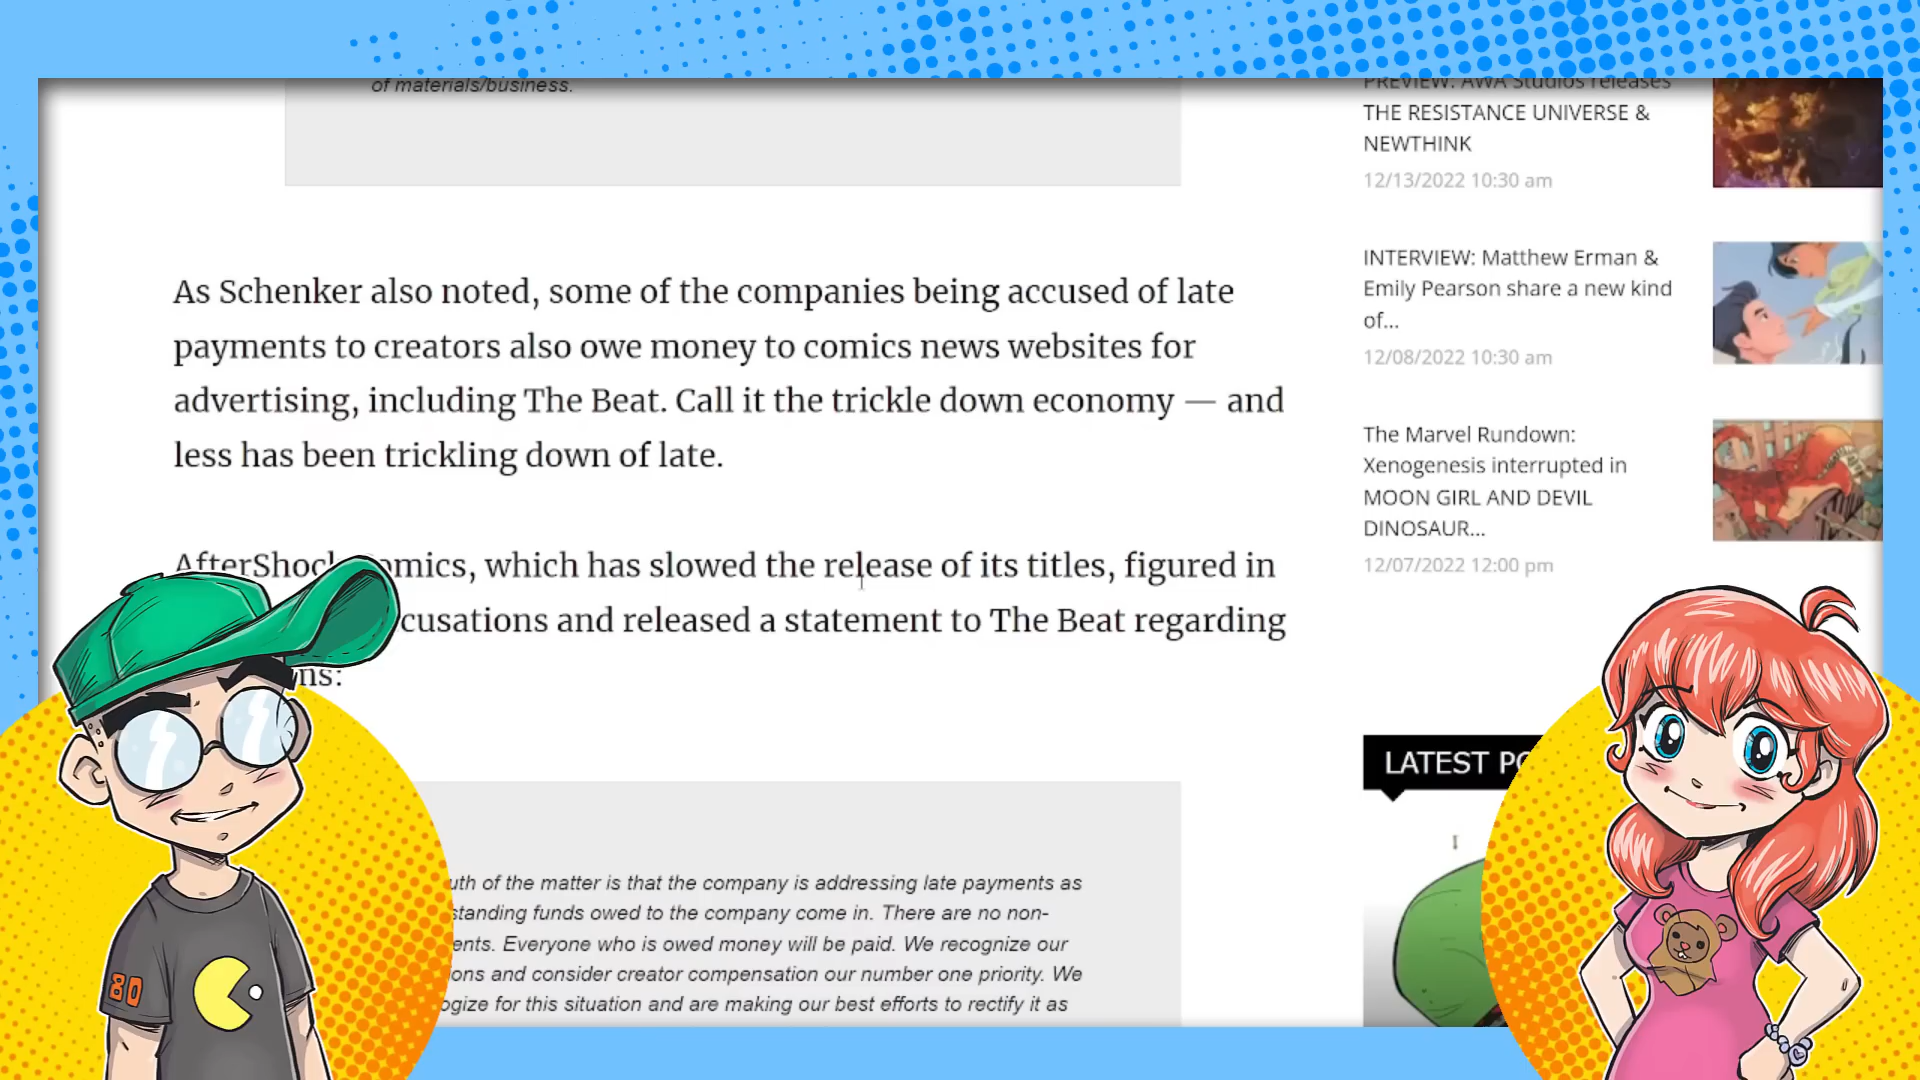 of materials/business.
As Schenker also noted, some of the companies being accused of late
payments to creators also owe money to comics news websites for
advertising, including The Beat. Call it the trickle down economy — and
less has been trickling down of late.
AfterShock omics, which has slowed the release of its titles, figured in
cusations and released a statement to The Beat regarding
ns:
uth of the matter is that the company is addressing late payments as
standing funds owed to the company come in. There are no non-
ents. Everyone who is owed money will be paid. We recognize our
ions and consider creator compensation our number one priority. We
ogize for this situation and are making our best efforts to rectify it as
PREVIEW: AWA Studios releases
THE RESISTANCE UNIVERSE &
NEWTHINK
12/13/2022 10:30 am
INTERVIEW: Matthew Erman &
Emily Pearson share a new kind
of...
12/08/2022 10:30 am
The Marvel Rundown:
Xenogenesis interrupted in
MOON GIRL AND DEVIL
DINOSAUR...
12/07/2022 12:00 pm
LATEST PO
80